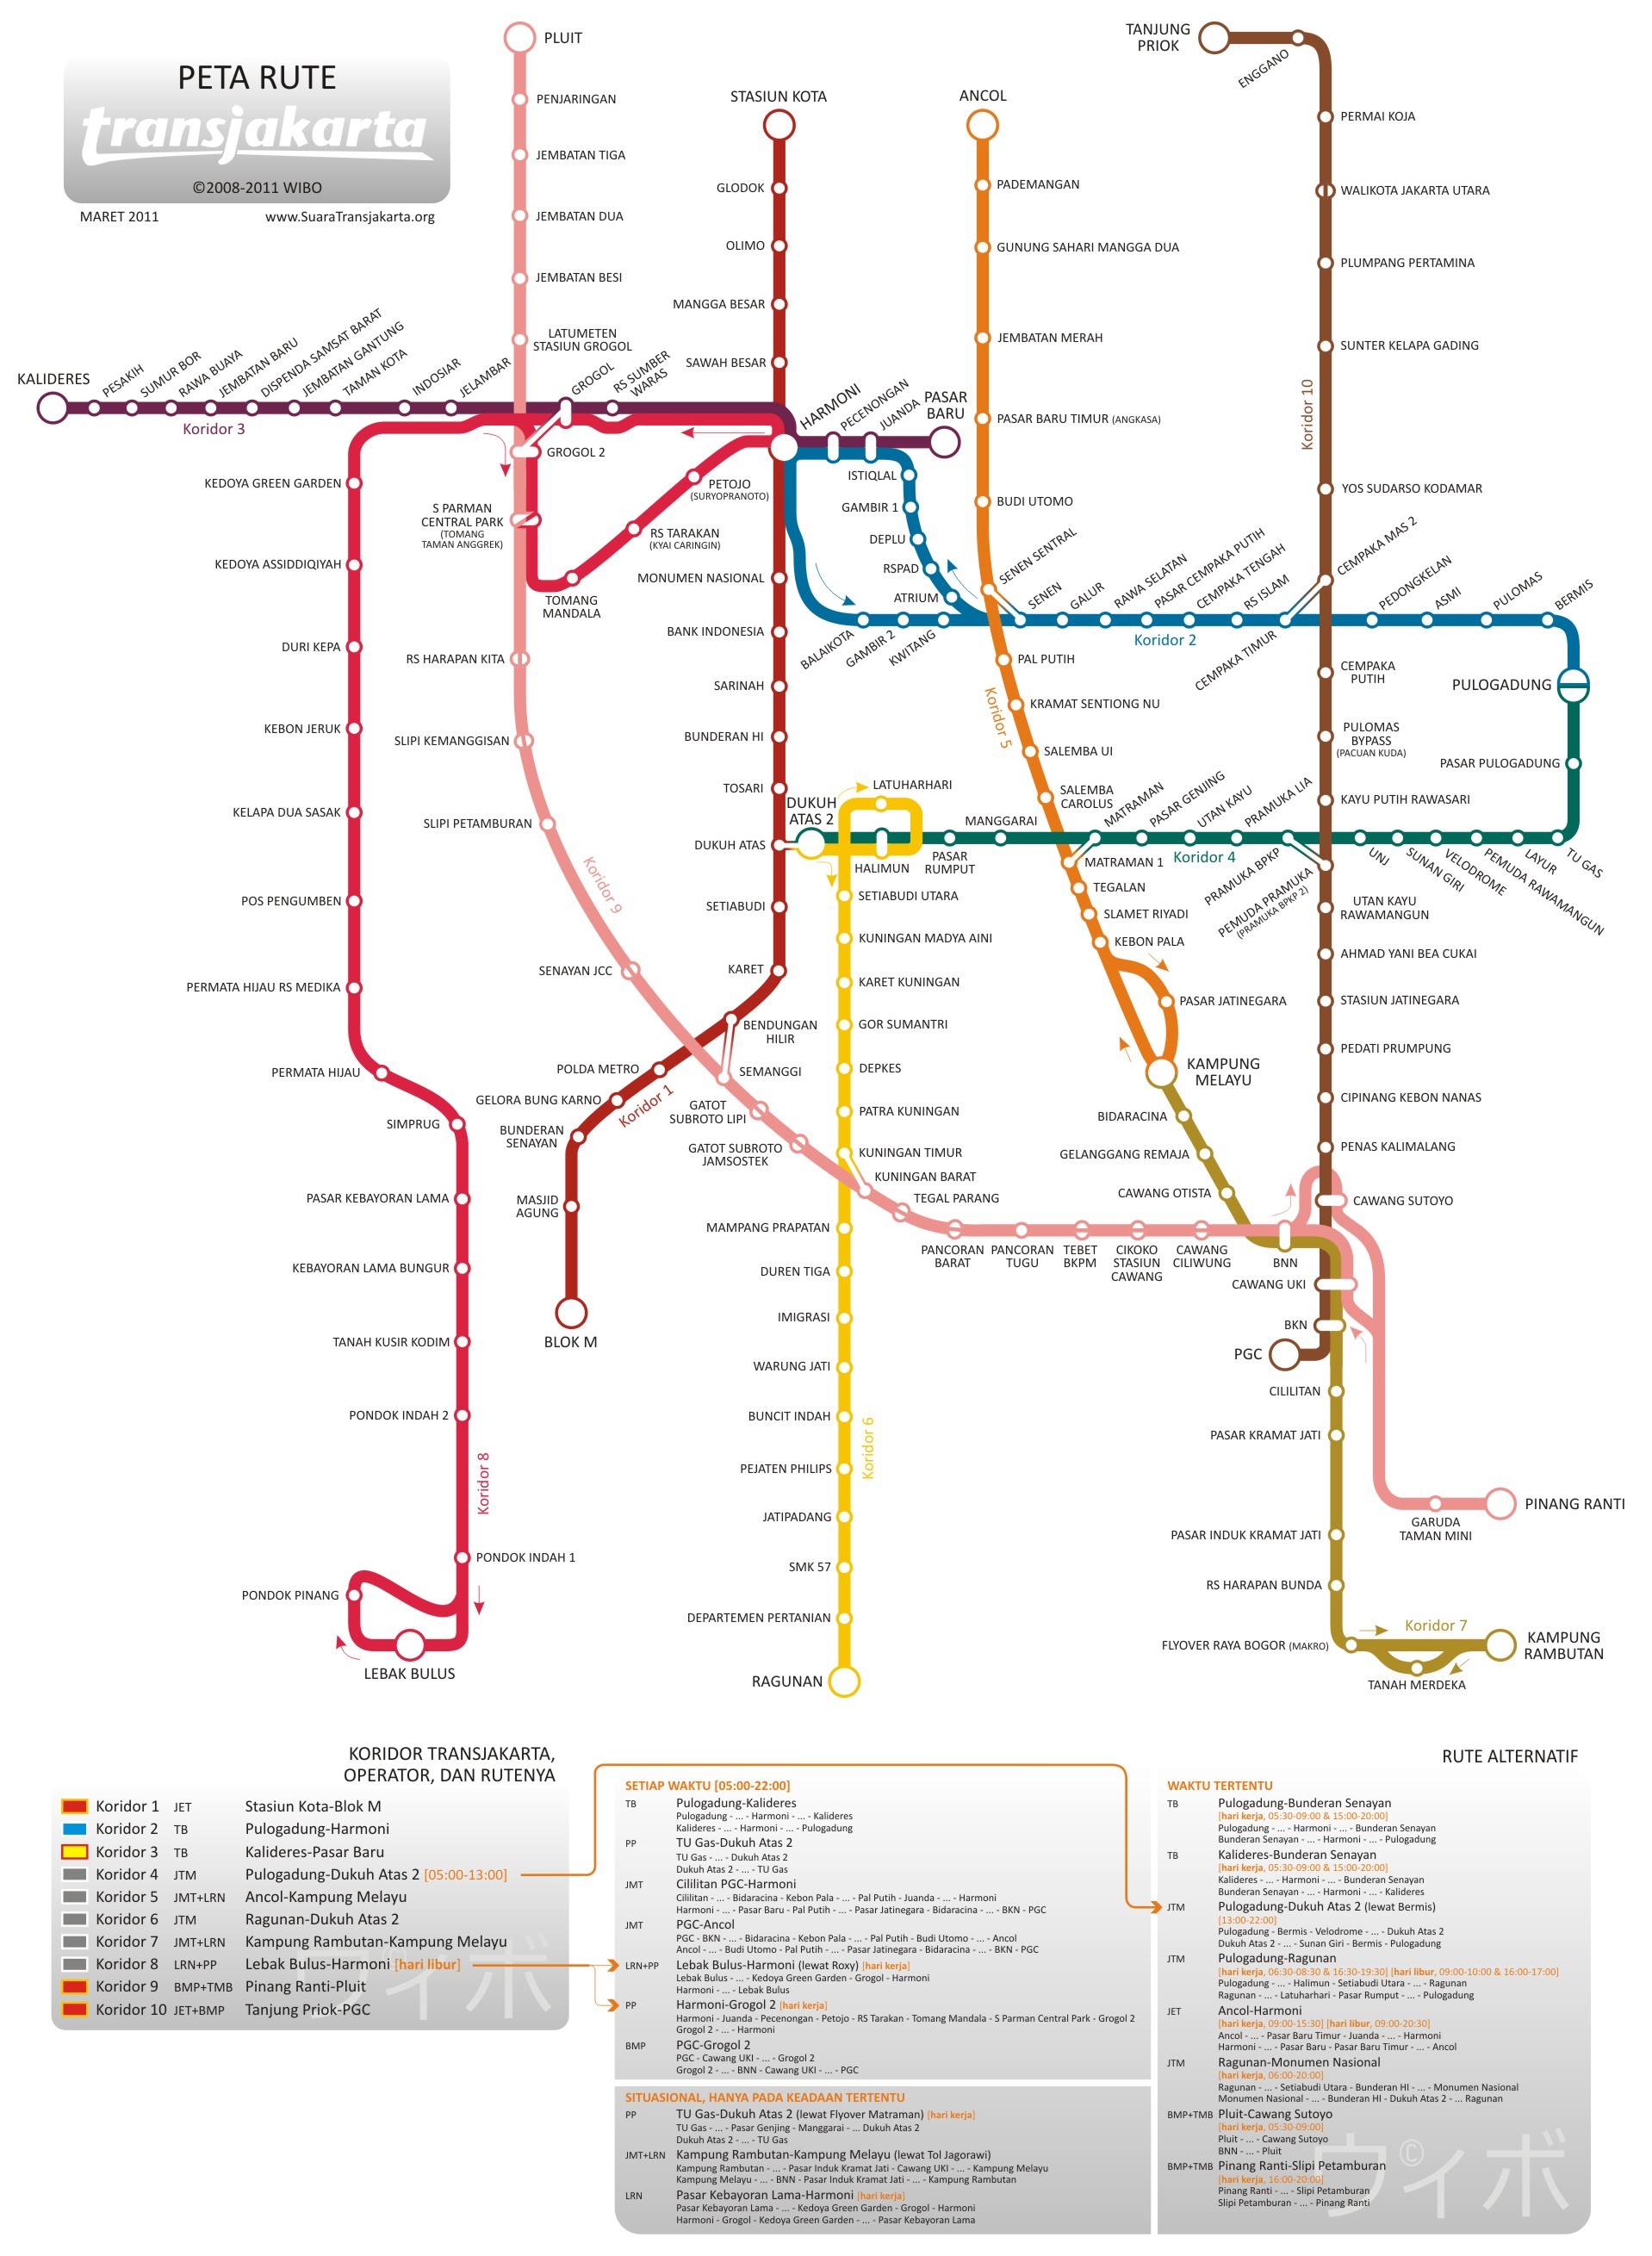 PETA RUTE
transjakarta
©2008-2011 WIBO
MARET 2011
www.SuaraTransjakarta.org
PLUIT
PENJARINGAN
JEMBATAN TIGA
JEMBATAN DUA
JEMBATAN BESI
LATUMETEN
STASIUN GROGOL
STASIUN KOTA
GLODOK
OLIMO
MANGGA BESAR
SAWAH BESAR
ANCOL
PADEMANGAN
GUNUNG SAHARI MANGGA DUA
JEMBATAN MERAH
PASAR BARU TIMUR (ANGKASA)
BUDI UTOMO
TANJUNG
PRIOK
ENGGANO
PERMAI KOJA
WALIKOTA JAKARTA UTARA
PLUMPANG PERTAMINA
SUNTER KELAPA GADING
Koridor 10
YOS SUDARSO KODAMAR
KALIDERES
PESAKIH
SUMUR BOR
RAWA BUAYA
JEMBATAN BARU
DISPENDA SAMSAT BARAT
JEMBATAN GANTUNG
TAMAN KOTA
INDOSIAR
JELAMBAR
GROGOL
RS SUMBER
WARAS
Koridor 3
HARMONI
PECENONGAN
JUANDA
PASAR
BARU
GROGOL 2
S PARMAN
CENTRAL PARK
(TOMANG
TAMAN ANGGREK)
PETOJO
(SURYOPRANOTO)
RS TARAKAN
(KYAI CARINGIN)
TOMANG
MANDALA
ISTIQLAL
GAMBIR 1
DEPLU
RSPAD
ATRIUM
BALAIKOTA
GAMBIR 2
KWITANG
SENEN SENTRAL
SENEN
GALUR
RAWA SELATAN
PASAR CEMPAKA PUTIH
CEMPAKA TENGAH
RS ISLAM
CEMPAKA TIMUR
CEMPAKA MAS 2
PEDONGKELAN
ASMI
PULOMAS
BERMIS
Koridor 2
PULOGADUNG
PASAR PULOGADUNG
KEDOYA GREEN GARDEN
KEDOYA ASSIDDIQIYAH
DURI KEPA
KEBON JERUK
KELAPA DUA SASAK
POS PENGUMBEN
PERMATA HIJAU RS MEDIKA
PERMATA HIJAU
SIMPRUG
PASAR KEBAYORAN LAMA
KEBAYORAN LAMA BUNGUR
TANAH KUSIR KODIM
PONDOK INDAH 2
Koridor 8
PONDOK INDAH 1
PONDOK PINANG
LEBAK BULUS
RS HARAPAN KITA
SLIPI KEMANGGISAN
SLIPI PETAMBURAN
Koridor 9
SENAYAN JCC
MONUMEN NASIONAL
BANK INDONESIA
SARINAH
BUNDERAN HI
TOSARI
DUKUH ATAS
SETIABUDI
KARET
BENDUNGAN
HILIR
SEMANGGI
POLDA METRO
GELORA BUNG KARNO
Koridor 1
BUNDERAN
SENAYAN
MASJID
AGUNG
BLOK M
GATOT
SUBROTO LIPI
GATOT SUBROTO
JAMSOSTEK
DUKUH
ATAS 2
LATUHARHARI
HALIMUN
PASAR
RUMPUT
MANGGARAI
SETIABUDI UTARA
KUNINGAN MADYA AINI
KARET KUNINGAN
GOR SUMANTRI
DEPKES
PATRA KUNINGAN
KUNINGAN TIMUR
KUNINGAN BARAT
TEGAL PARANG
MAMPANG PRAPATAN
DUREN TIGA
IMIGRASI
WARUNG JATI
BUNCIT INDAH
Koridor 6
PEJATEN PHILIPS
JATIPADANG
SMK 57
DEPARTEMEN PERTANIAN
RAGUNAN
PAL PUTIH
KRAMAT SENTIONG NU
Koridor 5
SALEMBA UI
SALEMBA
CAROLUS
MATRAMAN
PASAR GENJING
UTAN KAYU
PRAMUKA LIA
MATRAMAN 1
Koridor 4
PRAMUKA BPKP
PEMUDA PRAMUKA
(PRAMUKA BPKP 2)
UNJ
SUNAN GIRI
VELODROME
PEMUDA RAWAMANGUN
LAYUR
TU GAS
TEGALAN
SLAMET RIYADI
KEBON PALA
PASAR JATINEGARA
KAMPUNG
MELAYU
BIDARACINA
GELANGGANG REMAJA
CAWANG OTISTA
CEMPAKA
PUTIH
PULOMAS
BYPASS
(PACUAN KUDA)
KAYU PUTIH RAWASARI
UTAN KAYU
RAWAMANGUN
AHMAD YANI BEA CUKAI
STASIUN JATINEGARA
PEDATI PRUMPUNG
CIPINANG KEBON NANAS
PENAS KALIMALANG
CAWANG SUTOYO
PANCORAN
BARAT
PANCORAN
TUGU
TEBET
BKPM
CIKOKO
STASIUN
CAWANG
CAWANG
CILIWUNG
BNN
CAWANG UKI
BKN
PGC
CILILITAN
PASAR KRAMAT JATI
PASAR INDUK KRAMAT JATI
RS HARAPAN BUNDA
FLYOVER RAYA BOGOR (MAKRO)
GARUDA
TAMAN MINI
PINANG RANTI
Koridor 7
TANAH MERDEKA
KAMPUNG
RAMBUTAN
KORIDOR TRANSJAKARTA,
OPERATOR, DAN RUTENYA
Koridor 1 JET Stasiun Kota-Blok M
Koridor 2 TB Pulogadung-Harmoni
Koridor 3 TB Kalideres-Pasar Baru
Koridor 4 JTM Pulogadung-Dukuh Atas 2 [05:00-13:00]
Koridor 5 JMT+LRN Ancol-Kampung Melayu
Koridor 6 JTM Ragunan-Dukuh Atas 2
Koridor 7 JMT+LRN Kampung Rambutan-Kampung Melayu
Koridor 8 LRN+PP Lebak Bulus-Harmoni [hari libur]
Koridor 9 BMP+TMB Pinang Ranti-Pluit
Koridor 10 JET+BMP Tanjung Priok-PGC
©
ウィボ
SETIAP WAKTU [05:00-22:00]
TB Pulogadung-Kalideres
Pulogadung - ... - Harmoni - ... - Kalideres
Kalideres - ... - Harmoni - ... - Pulogadung
PP TU Gas-Dukuh Atas 2
TU Gas - ... - Dukuh Atas 2
Dukuh Atas 2 - ... - TU Gas
JMT Cililitan PGC-Harmoni
Cililitan - ... - Bidaracina - Kebon Pala - ... - Pal Putih - Juanda - ... - Harmoni
Harmoni - ... - Pasar Baru - Pal Putih - ... - Pasar Jatinegara - Bidaracina - ... - BKN - PGC
JMT PGC-Ancol
PGC - BKN - ... - Bidaracina - Kebon Pala - ... - Pal Putih - Budi Utomo - ... - Ancol
Ancol - ... - Budi Utomo - Pal Putih - ... - Pasar Jatinegara - Bidaracina - ... - BKN - PGC
LRN+PP Lebak Bulus-Harmoni (lewat Roxy) [hari kerja]
Lebak Bulus - ... - Kedoya Green Garden - Grogol - Harmoni
Harmoni - ... - Lebak Bulus
PP Harmoni-Grogol 2 [hari kerja]
Harmoni - Juanda - Pecenongan - Petojo - RS Tarakan - Tomang Mandala - S Parman Central Park - Grogol 2
Grogol 2 - ... - Harmoni
BMP PGC-Grogol 2
PGC - Cawang UKI - ... - Grogol 2
Grogol 2 - ... - BNN - Cawang UKI - ... - PGC
SITUASIONAL, HANYA PADA KEADAAN TERTENTU
PP TU Gas-Dukuh Atas 2 (lewat Flyover Matraman) [hari kerja]
TU Gas - ... - Pasar Genjing - Manggarai - ... Dukuh Atas 2
Dukuh Atas 2 - ... - TU Gas
JMT+LRN Kampung Rambutan-Kampung Melayu (lewat Tol Jagorawi)
Kampung Rambutan - ... - Pasar Induk Kramat Jati - Cawang UKI - ... - Kampung Melayu
Kampung Melayu - ... - BNN - Pasar Induk Kramat Jati - ... - Kampung Rambutan
LRN Pasar Kebayoran Lama-Harmoni [hari kerja]
Pasar Kebayoran Lama - ... - Kedoya Green Garden - Grogol - Harmoni
Harmoni - Grogol - Kedoya Green Garden - ... - Pasar Kebayoran Lama
RUTE ALTERNATIF
WAKTU TERTENTU
TB Pulogadung-Bunderan Senayan
[hari kerja, 05:30-09:00 & 15:00-20:00]
Pulogadung - ... - Harmoni - ... - Bunderan Senayan
Bunderan Senayan - ... - Harmoni - ... - Pulogadung
TB Kalideres-Bunderan Senayan
[hari kerja, 05:30-09:00 & 15:00-20:00]
Kalideres - ... - Harmoni - ... - Bunderan Senayan
Bunderan Senayan - ... - Harmoni - ... - Kalideres
JTM Pulogadung-Dukuh Atas 2 (lewat Bermis)
[13:00-22:00]
Pulogadung - Bermis - Velodrome - ... - Dukuh Atas 2
Dukuh Atas 2 - ... - Sunan Giri - Bermis - Pulogadung
JTM Pulogadung-Ragunan
[hari kerja, 06:30-08:30 & 16:30-19:30] [hari libur, 09:00-10:00 & 16:00-17:00]
Pulogadung - ... - Halimun - Setiabudi Utara - ... - Ragunan
Ragunan - ... - Latuharhari - Pasar Rumput - ... - Pulogadung
JET Ancol-Harmoni
[hari kerja, 09:00-15:30] [hari libur, 09:00-20:30]
Ancol - ... - Pasar Baru Timur - Juanda - ... - Harmoni
Harmoni - ... - Pasar Baru - Pasar Baru Timur - ... - Ancol
JTM Ragunan-Monumen Nasional
[hari kerja, 06:00-20:00]
Ragunan - ... - Setiabudi Utara - Bunderan HI - ... - Monumen Nasional
Monumen Nasional - ... - Bunderan HI - Dukuh Atas 2 - ... Ragunan
BMP+TMB Pluit-Cawang Sutoyo
[hari kerja, 05:30-09:00]
Pluit - ... - Cawang Sutoyo
BNN - ... - Pluit
BMP+TMB Pinang Ranti-Slipi Petamburan
[hari kerja, 16:00-20:00]
Pinang Ranti - ... - Slipi Petamburan
Slipi Petamburan - ... - Pinang Ranti
©
ウィボ